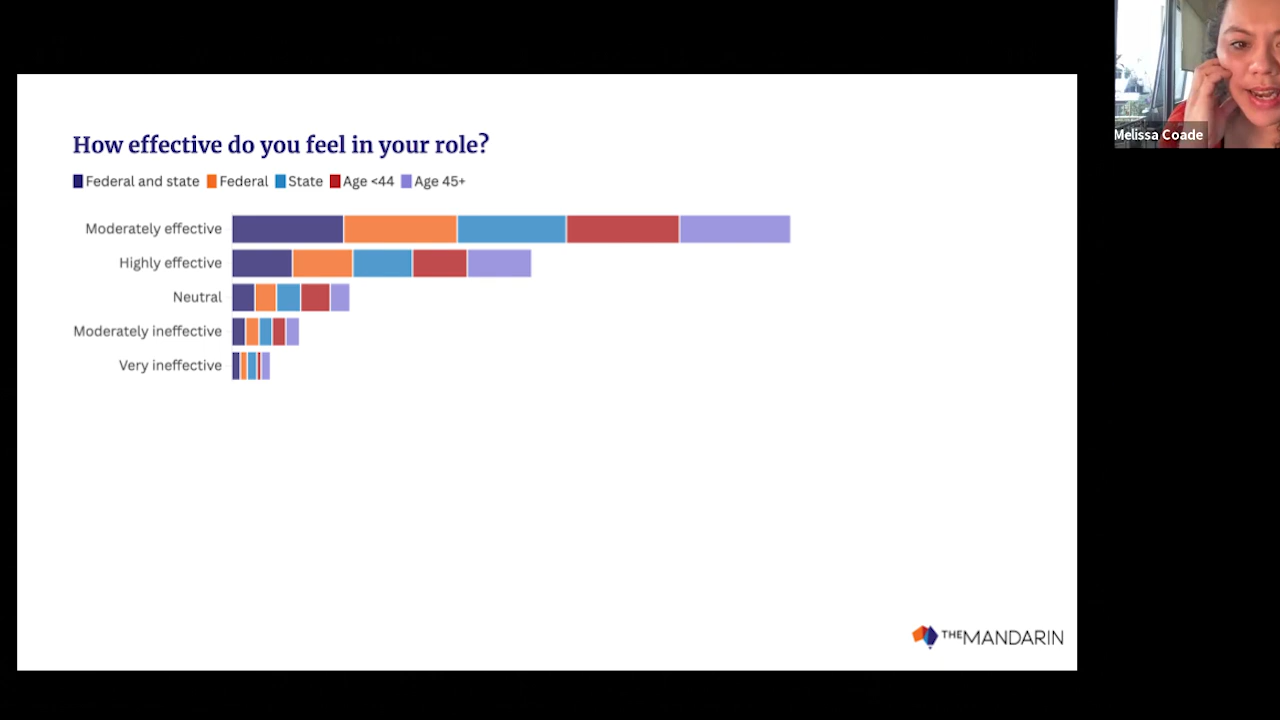 Melissa Coade
How effective do you feel in your role?
Federal and state Federal State Age <44 Age 45+
Moderately effective
Highly effective
Neutral
Moderately ineffective
Very ineffective
THE MANDARIN